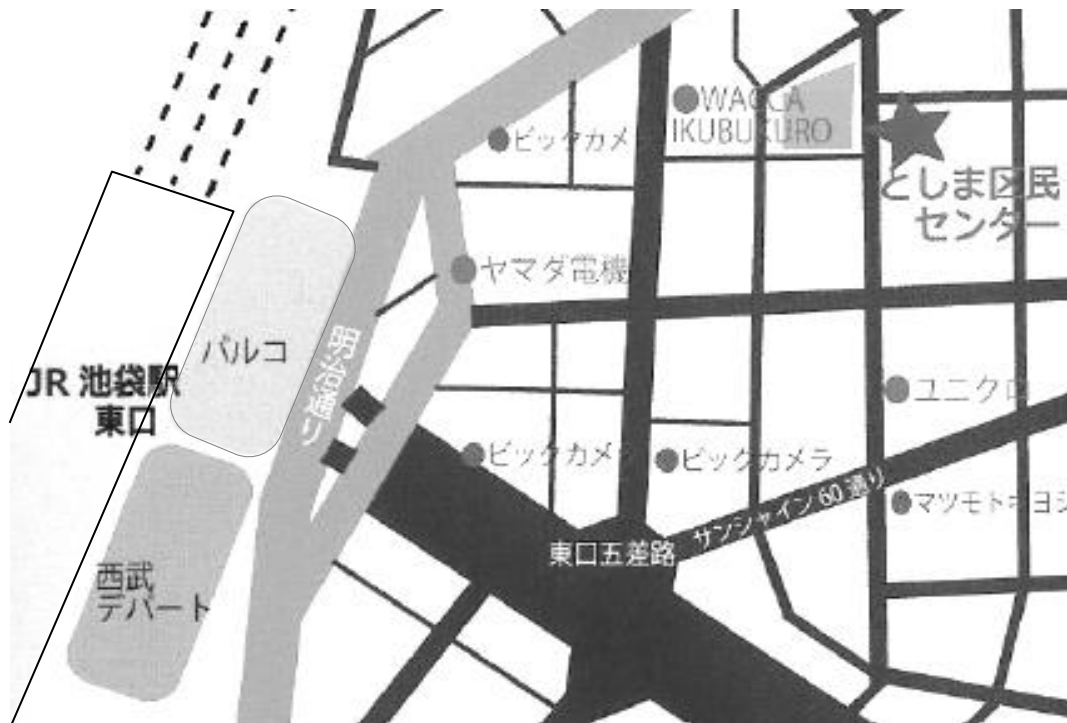 WACCA
IKUBUKURO
ビックカメ
としま区民
センター
ヤマダ電機
パルコ
明治通り
JR 池袋駅
東口
ユニクロ
ビックカメラ
ビックカメラ
サンシャイン 60 通り
マツモトキヨシ
東口五差路
西武
デパート